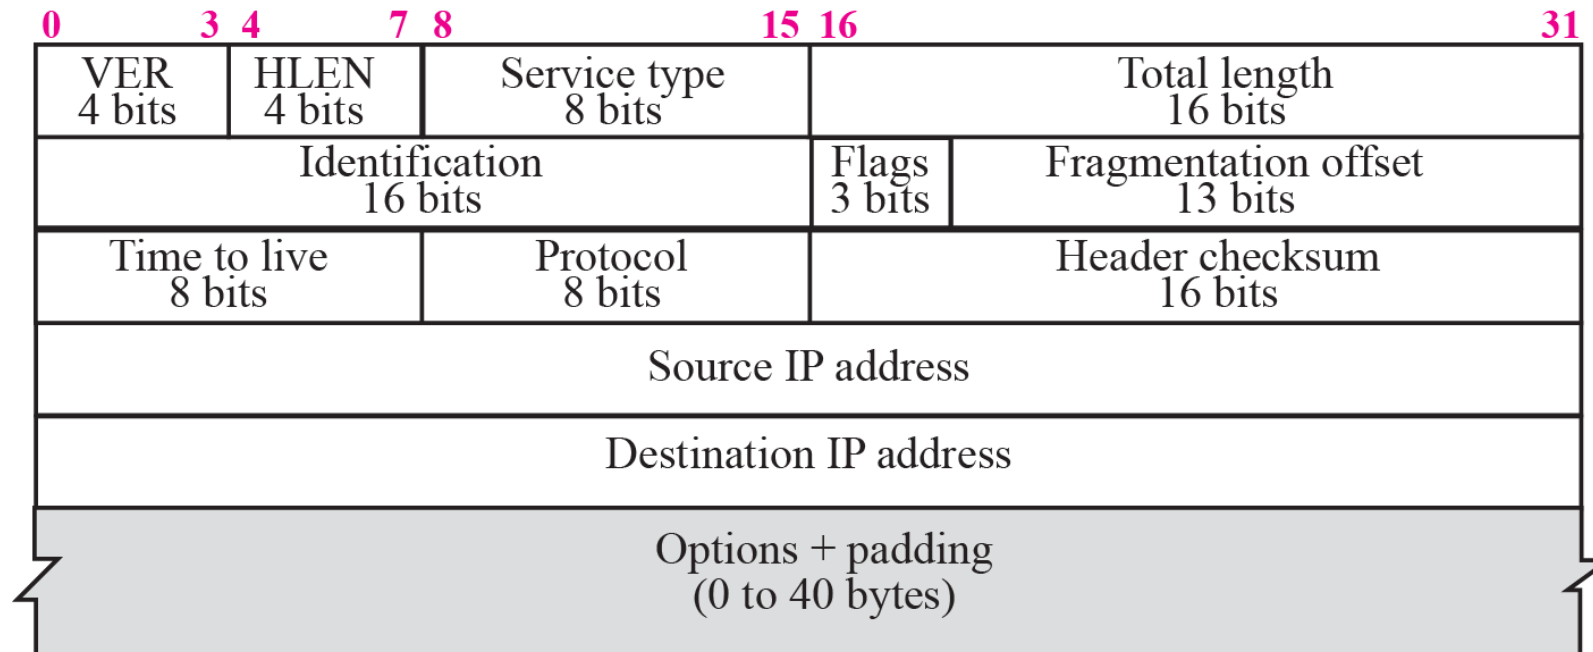 0 3 4 7 8 15 16 31
VER HLEN Service type Total length
4 bits 4 bits 8 bits 16 bits
Identification Flags Fragmentation offset
16 bits 3 bits 13 bits
Time to live Protocol Header checksum
8 bits 8 bits 16 bits
Source IP address
Destination IP address
Options + padding
(0 to 40 bytes)